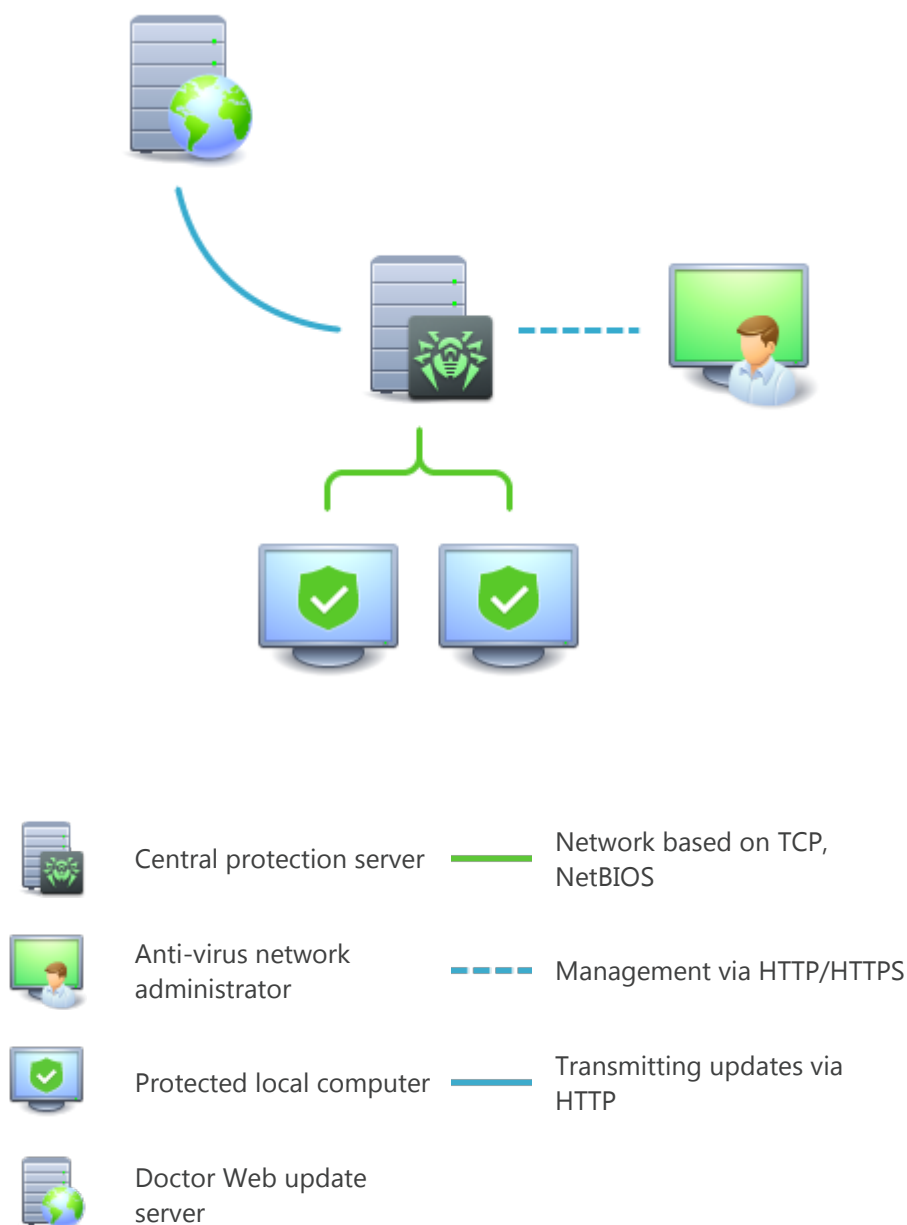 Central protection server
Network based on TCP,
NetBIOS
Anti-virus network
administrator
Management via HTTP/HTTPS
Protected local computer
Transmitting updates via
HTTP
Doctor Web update
server